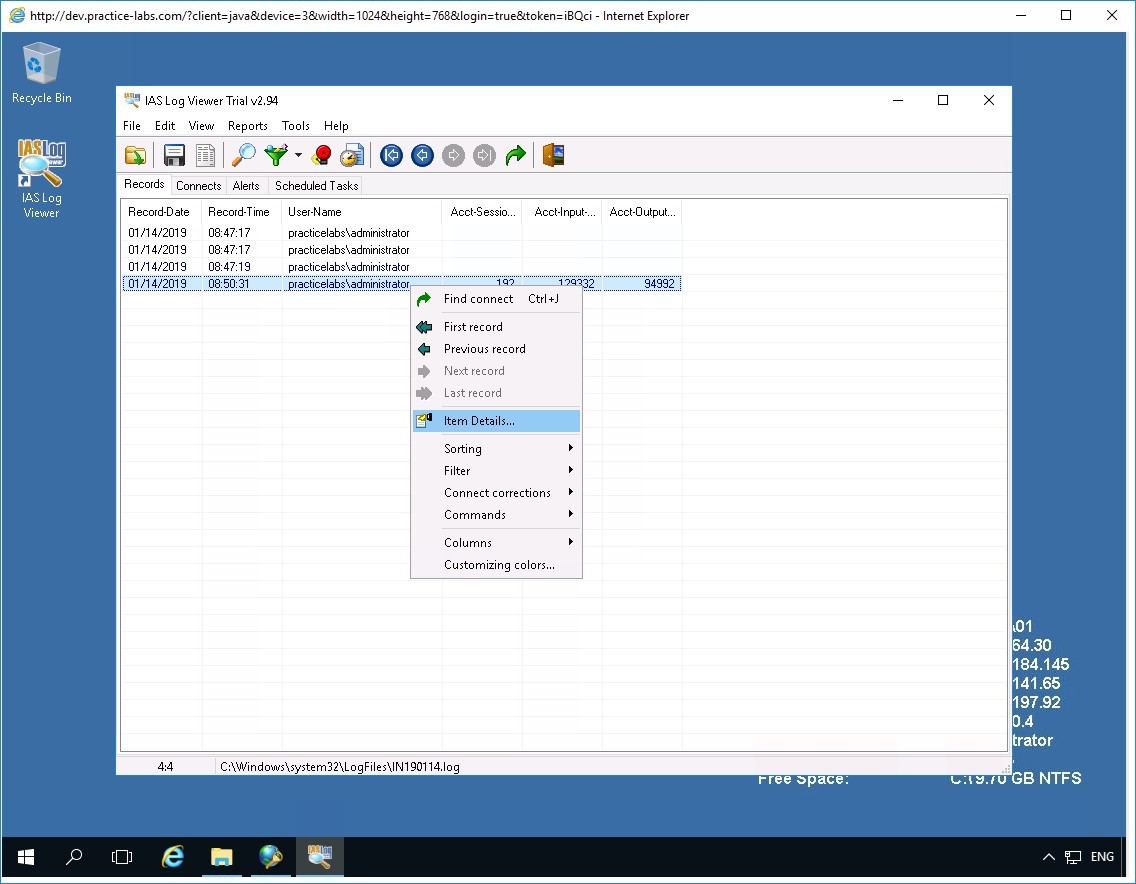 http://dev.practice-labs.com/?client=java&device=3&width=1024&height=768&login=true&token=iBQci - Internet Explorer
Recycle Bin
IAS Log
Viewer
IAS Log Viewer Trial v2.94
File Edit View Reports Tools Help
Records Connects Alerts Scheduled Tasks
Record-Date Record-Time User-Name Acct-Sessio... Acct-Input-... Acct-Output...
01/14/2019 08:47:17 practicelabs\administrator
01/14/2019 08:47:17 practicelabs\administrator
01/14/2019 08:47:19 practicelabs\administrator
01/14/2019 08:50:31 practicelabs\administrator 192 129332 94992
Find connect Ctrl+J
First record
Previous record
Next record
Last record
Item Details...
Sorting
Filter
Connect corrections
Commands
Columns
Customizing colors...
\01
64.30
184.145
141.65
197.92
0.4
trator
4:4 C:\Windows\system32\LogFiles\IN190114.log
Free Space: C:\ 9.70 GB NTFS
ENG